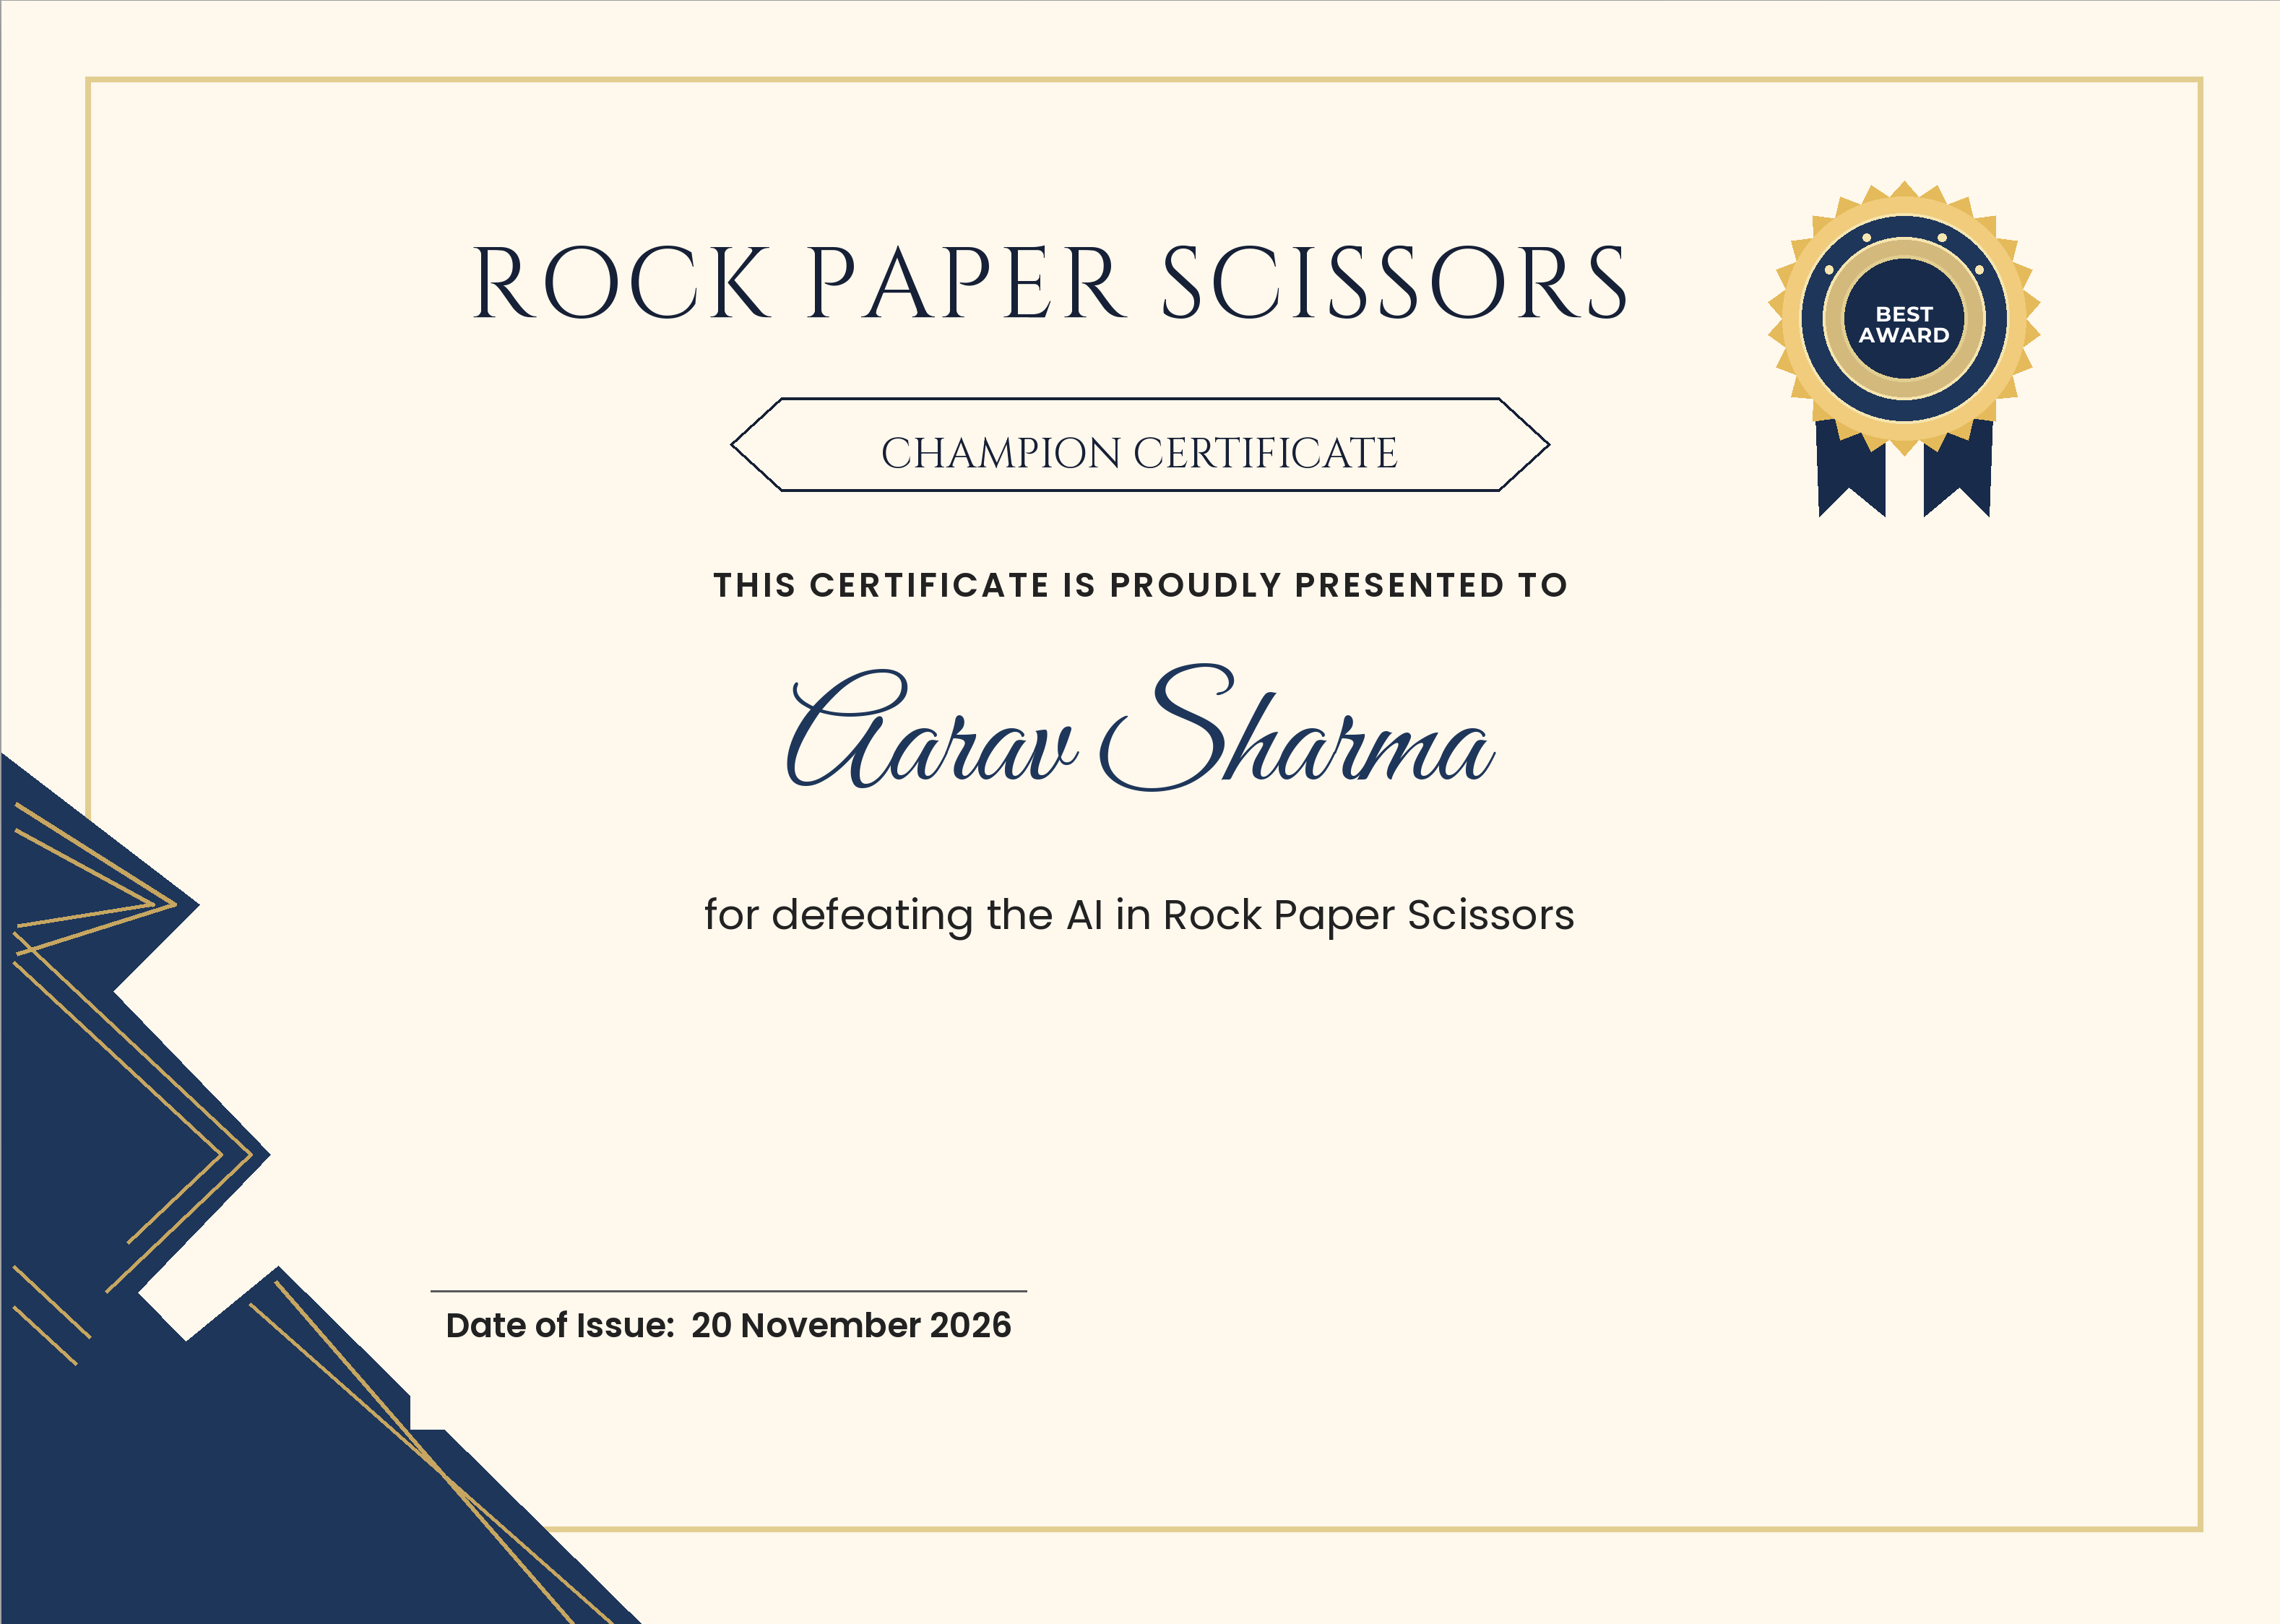 ROCK PAPER SCISSORS
BEST
AWARD
CHAMPION CERTIFICATE
THIS CERTIFICATE IS PROUDLY PRESENTED TO
Aarav Sharma
for defeating the AI in Rock Paper Scissors
Date of Issue: 20 November 2026